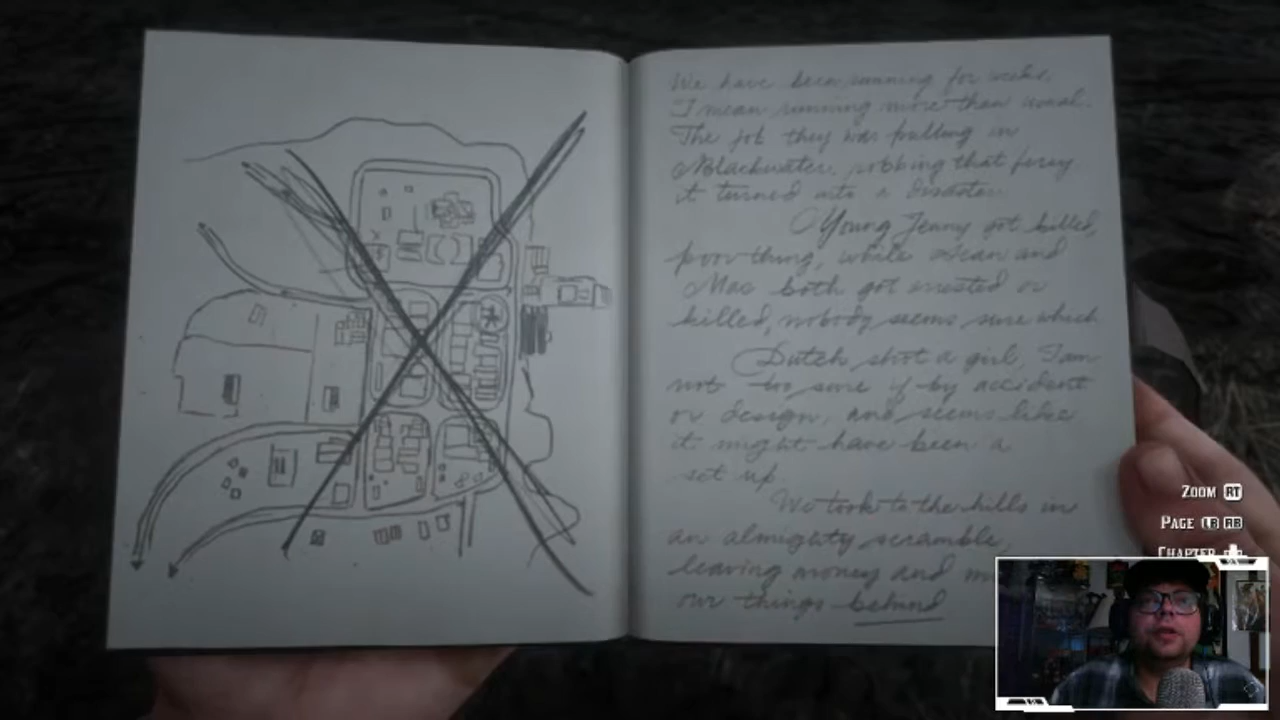 We have been running for weeks.
I mean running more than usual.
The job they was pulling in
Blackwater, robbing that ferry
it turned into a disaster.
Young Jenny got killed,
poor thing, while Sean and
Mac both got arrested or
killed, nobody seems sure which
Dutch shot a girl, I am
not too sure if by accident
or design, and seems like
it might have been a
set up
We took to the hills in
an almighty scramble,
leaving money and
our things behind
ZOOM RT
PAGE LB RB
CHAPTER